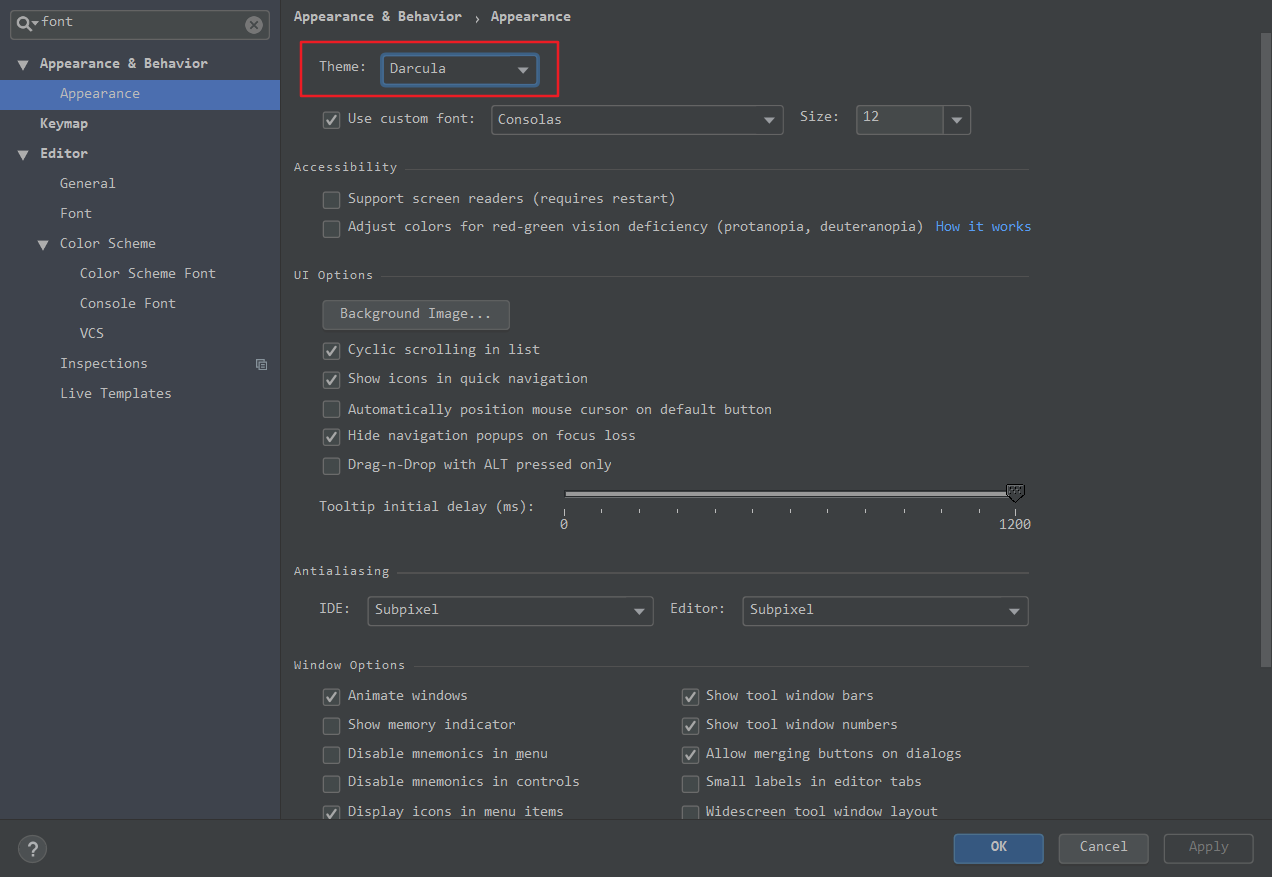 font
Appearance & Behavior
Appearance
Keymap
Editor
General
Font
Color Scheme
Color Scheme Font
Console Font
VCS
Inspections
Live Templates
Appearance & Behavior › Appearance
Theme: Darcula
Use custom font: Consolas Size: 12
Accessibility
Support screen readers (requires restart)
Adjust colors for red-green vision deficiency (protanopia, deuteranopia) How it works
UI Options
Background Image...
Cyclic scrolling in list
Show icons in quick navigation
Automatically position mouse cursor on default button
Hide navigation popups on focus loss
Drag-n-Drop with ALT pressed only
Tooltip initial delay (ms):
0 1200
Antialiasing
IDE: Subpixel Editor: Subpixel
Window Options
Animate windows Show tool window bars
Show memory indicator Show tool window numbers
Disable mnemonics in menu Allow merging buttons on dialogs
Disable mnemonics in controls Small labels in editor tabs
Display icons in menu items Widescreen tool window layout
? OK Cancel Apply